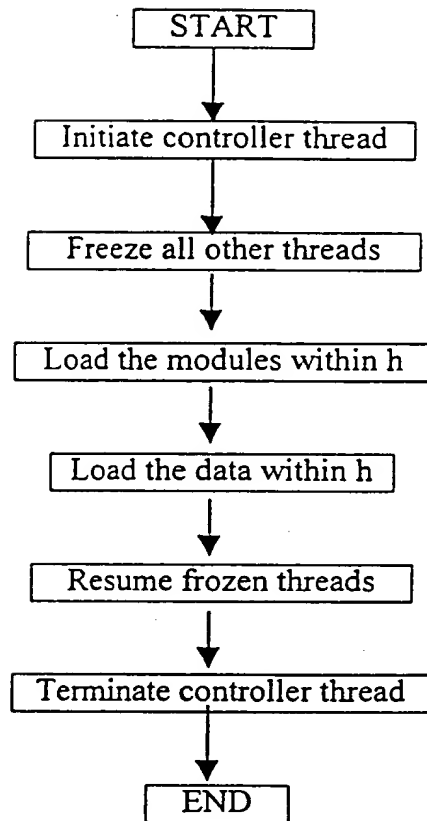 START
Initiate controller thread
Freeze all other threads
Load the modules within h
Load the data within h
Resume frozen threads
Terminate controller thread
END